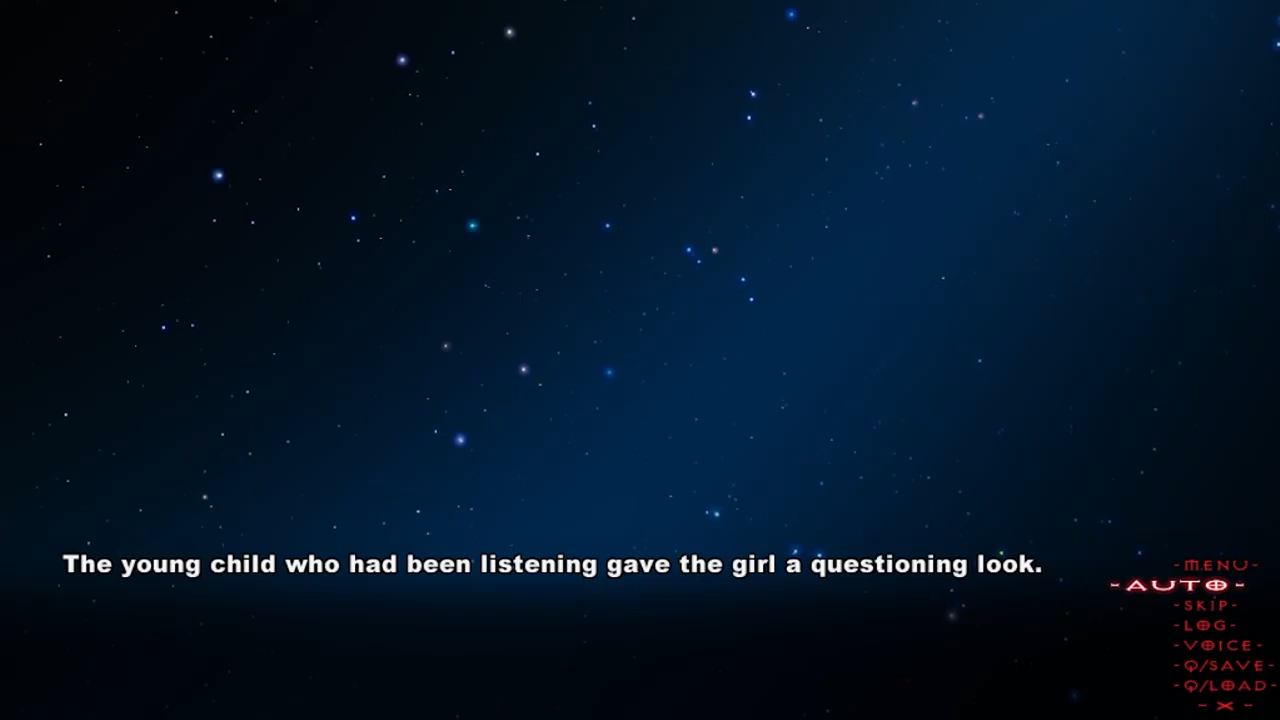 The young child who had been listening gave the girl a questioning look.
-MENU-
-AUTO-
-SKIP-
-LOG-
-VOICE-
-Q/SAVE-
-Q/LOAD-
-X-